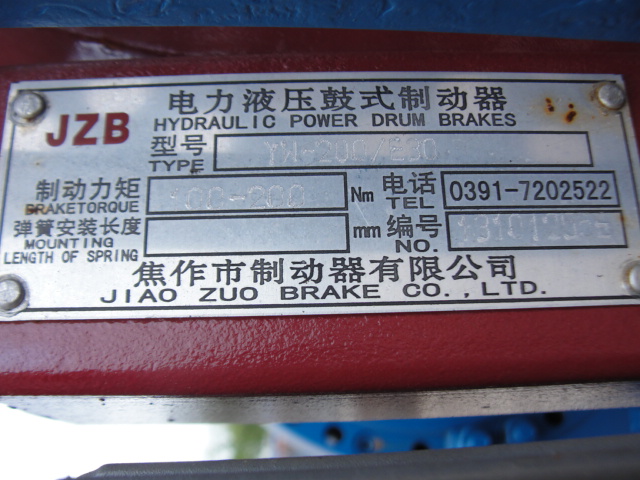 JZB 电力液压鼓式制动器
HYDRAULIC POWER DRUM BRAKES
型号
TYPE
制动力矩 100-200 Nm 电话 0391-7202522
BRAKETORQUE TEL
弹簧安装长度 mm 编号
MOUNTING NO.
LENGTH OF SPRING
焦作市制动器有限公司
JIAO ZUO BRAKE CO.,LTD.